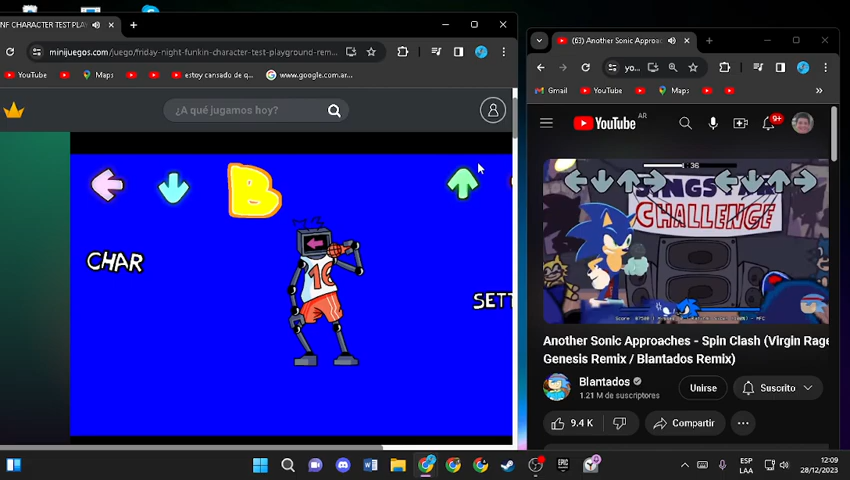 NF CHARACTER TEST PLAY
minijuegos.com/juego/friday-night-funkin-character-test-playground-rem...
YouTube
Maps
estoy cansado de q...
www.google.com.ar...
¿A qué jugamos hoy?
B
CHAR
10
SETT
(63) Another Sonic Approa
yo...
Gmail
YouTube
Maps
»
YouTube
AR
9+
:36
CHALLENGE
Another Sonic Approaches - Spin Clash (Virgin Rage
Genesis Remix / Blantados Remix)
Blantados
1.21 M de suscriptores
Unirse
Suscrito
9.4 K
Compartir
ESP
LAA
12:09
28/12/2023